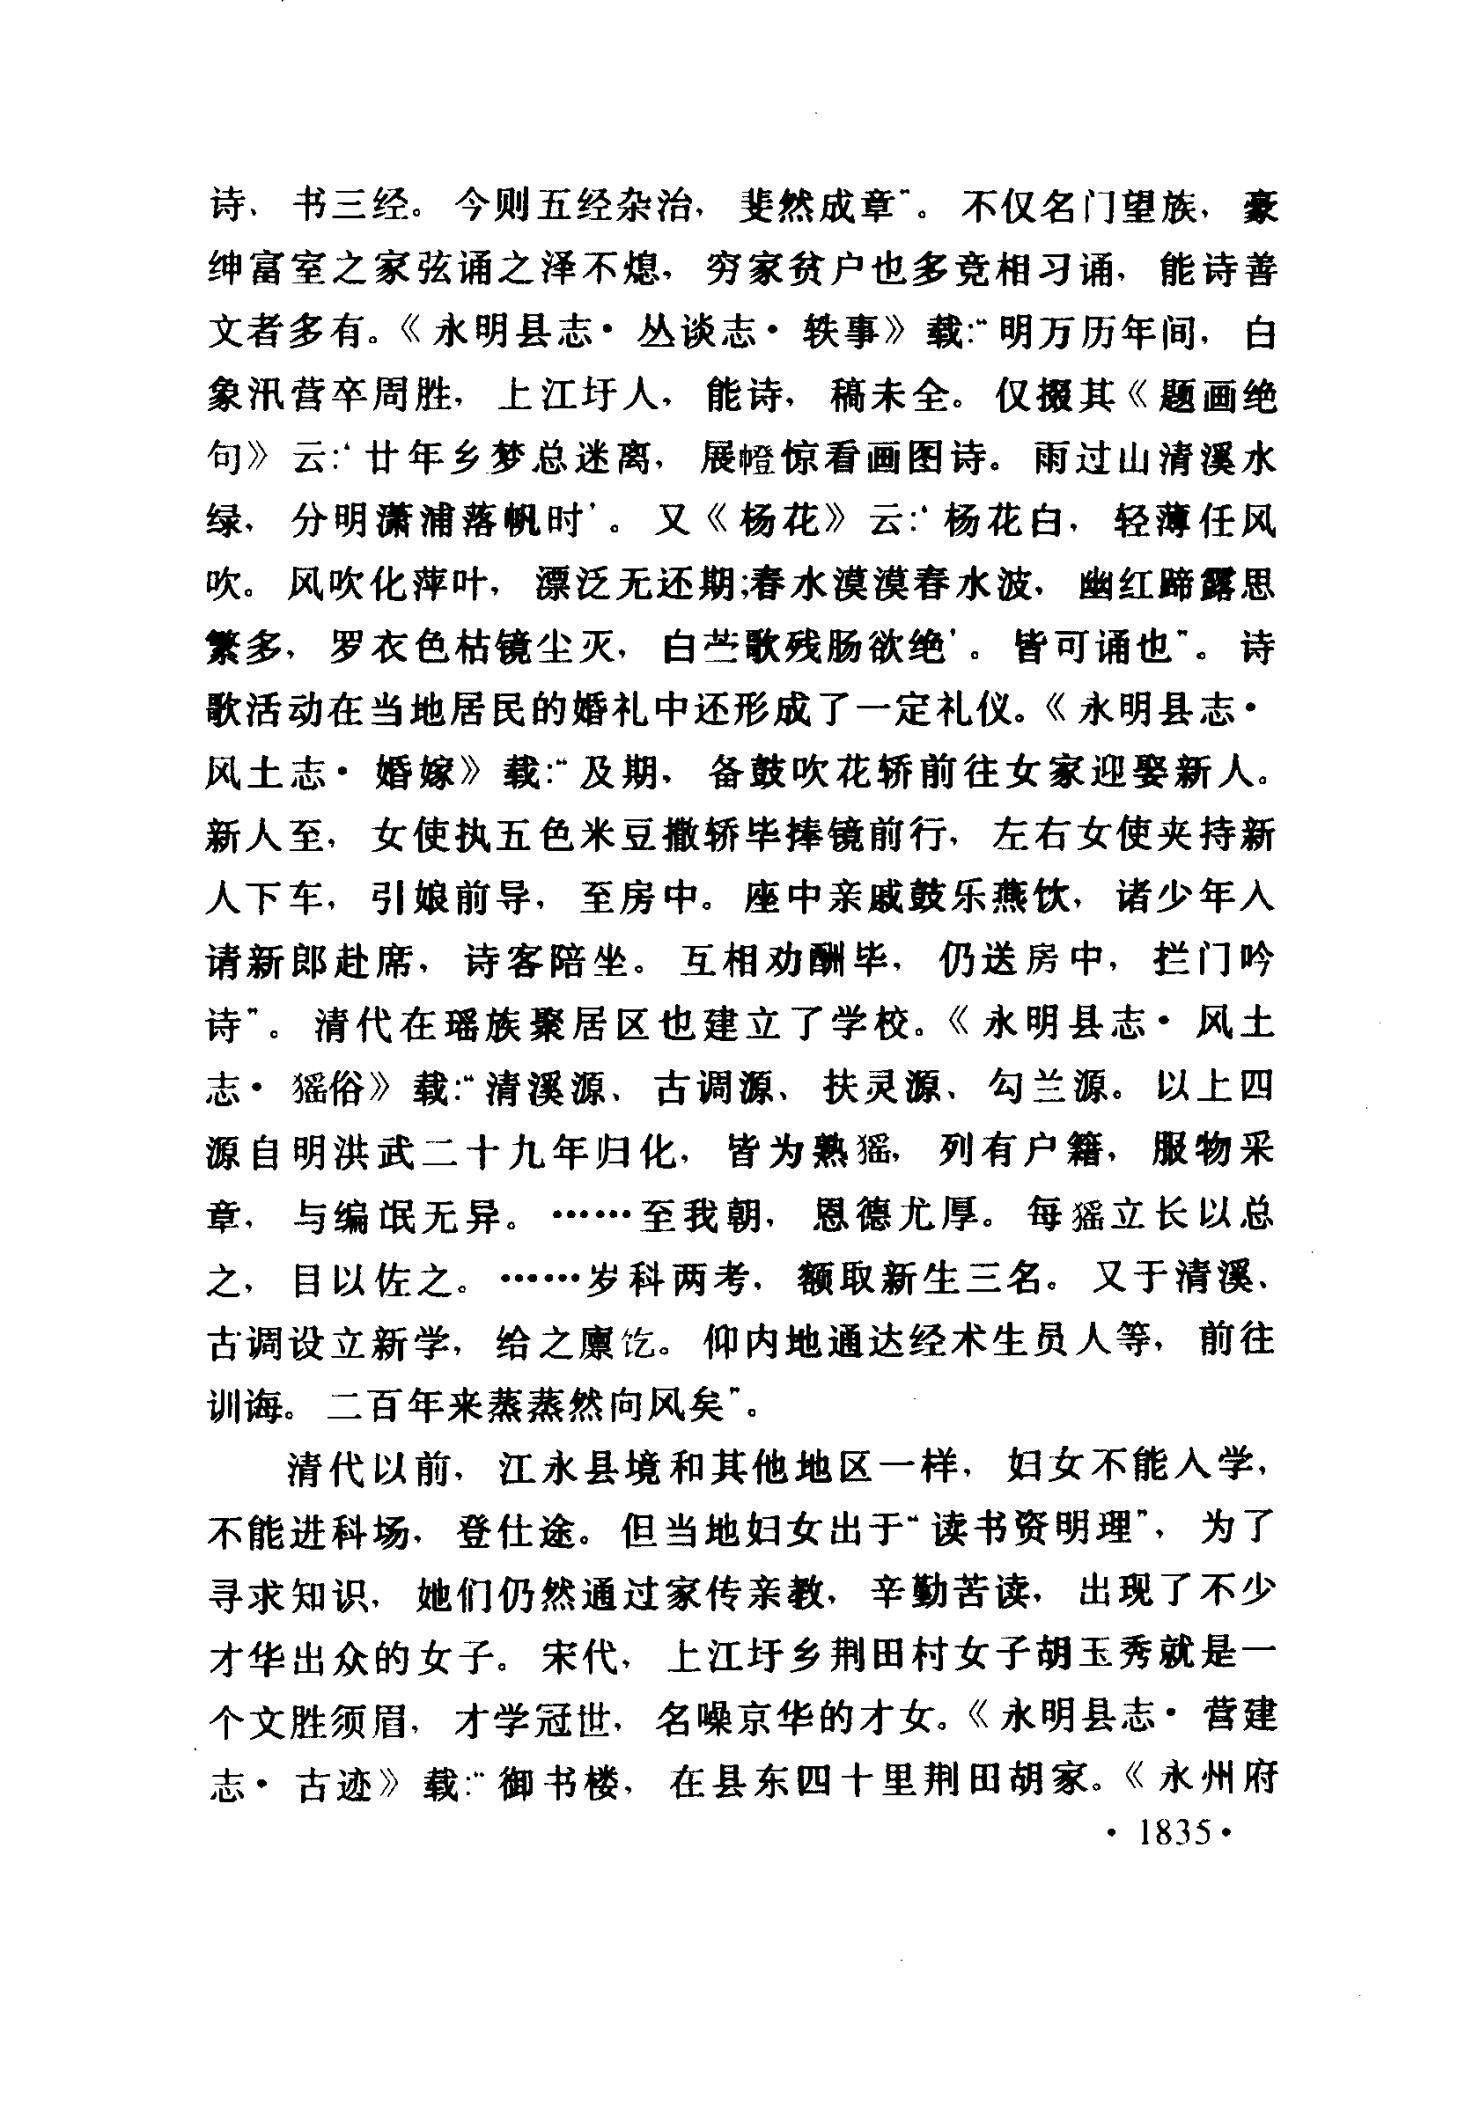 诗、书三经。今则五经杂治，斐然成章”。不仅名门望族，豪
绅富室之家弦诵之泽不熄，穷家贫户也多竞相习诵，能诗善
文者多有。《永明县志·丛谈志·轶事》载:“明万历年间，白
象汛营卒周胜，上江圩人，能诗，稿未全。仅掇其《题画绝
句》云:‘廿年乡梦总迷离，展㡧惊看画图诗。雨过山清溪水
绿，分明潇浦落帆时’。又《杨花》云:‘杨花白，轻薄任风
吹。风吹化萍叶，漂泛无还期;春水漠漠春水波，幽红蹄露思
繁多，罗衣色枯镜尘灭，白苎歌残肠欲绝’。皆可诵也”。诗
歌活动在当地居民的婚礼中还形成了一定礼仪。《永明县志·
风土志·婚嫁》载:“及期，备鼓吹花轿前往女家迎娶新人。
新人至，女使执五色米豆撒轿毕捧镜前行，左右女使夹持新
人下车，引娘前导，至房中。座中亲戚鼓乐燕饮，诸少年入
请新郎赴席，诗客陪坐。互相劝酬毕，仍送房中，拦门吟
诗”。清代在瑶族聚居区也建立了学校。《永明县志·风土
志·猺俗》载:“清溪源、古调源、扶灵源、勾兰源。以上四
源自明洪武二十九年归化，皆为熟猺，列有户籍，服物采
章，与编氓无异。……至我朝，恩德尤厚。每猺立长以总
之，目以佐之。……岁科两考，额取新生三名。又于清溪、
古调设立新学，给之廪饩。仰内地通达经术生员人等，前往
训诲。二百年来蒸蒸然向风矣”。
清代以前，江永县境和其他地区一样，妇女不能入学，
不能进科场，登仕途。但当地妇女出于“读书资明理”，为了
寻求知识，她们仍然通过家传亲教，辛勤苦读，出现了不少
才华出众的女子。宋代，上江圩乡荆田村女子胡玉秀就是一
个文胜须眉，才学冠世，名噪京华的才女。《永明县志·营建
志·古迹》载:“御书楼，在县东四十里荆田胡家。《永州府
·1835·